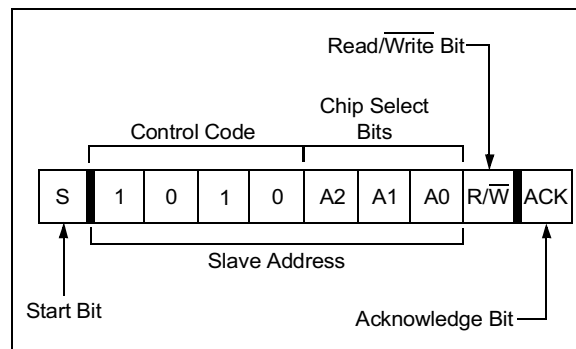 Read/Write Bit
Chip Select
Bits
Control Code
S 1 0 1 0 A2 A1 A0 R/W ACK
Slave Address
Start Bit
Acknowledge Bit